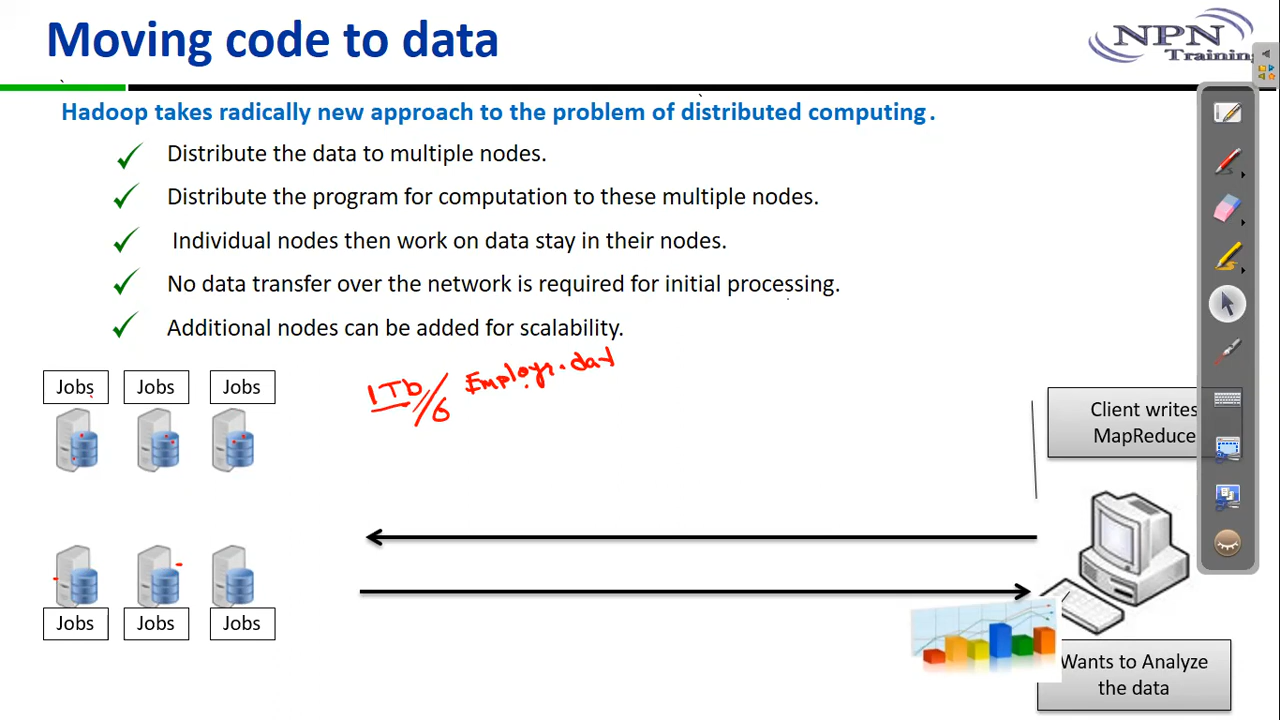 Moving code to data
NPN
Training
Hadoop takes radically new approach to the problem of distributed computing.
Distribute the data to multiple nodes.
Distribute the program for computation to these multiple nodes.
Individual nodes then work on data stay in their nodes.
No data transfer over the network is required for initial processing.
Additional nodes can be added for scalability.
Jobs Jobs Jobs
1Tb/6
Client writes
MapReduce
Jobs Jobs Jobs
Wants to Analyze
the data